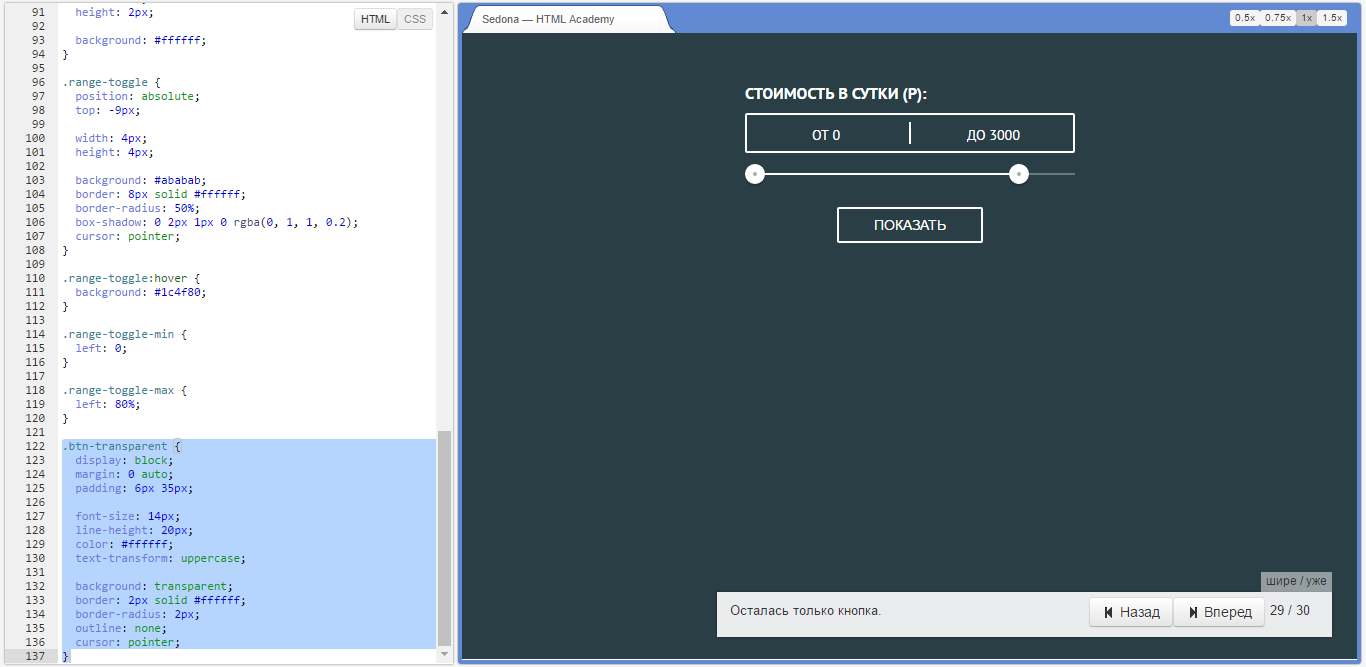 91 height: 2px;
92
93 background: #ffffff;
94 }
95
96 .range-toggle {
97 position: absolute;
98 top: -9px;
99
100 width: 4px;
101 height: 4px;
102
103 background: #ababab;
104 border: 8px solid #ffffff;
105 border-radius: 50%;
106 box-shadow: 0 2px 1px 0 rgba(0, 1, 1, 0.2);
107 cursor: pointer;
108 }
109
110 .range-toggle:hover {
111 background: #1c4f80;
112 }
113
114 .range-toggle-min {
115 left: 0;
116 }
117
118 .range-toggle-max {
119 left: 80%;
120 }
121
122 .btn-transparent {
123 display: block;
124 margin: 0 auto;
125 padding: 6px 35px;
126
127 font-size: 14px;
128 line-height: 20px;
129 color: #ffffff;
130 text-transform: uppercase;
131
132 background: transparent;
133 border: 2px solid #ffffff;
134 border-radius: 2px;
135 outline: none;
136 cursor: pointer;
137 }
HTML CSS
Sedona — HTML Academy
0.5x 0.75x 1x 1.5x
СТОИМОСТЬ В СУТКИ (Р):
ОТ 0 ДО 3000
ПОКАЗАТЬ
шире / уже
Осталась только кнопка. Назад Вперед 29 / 30